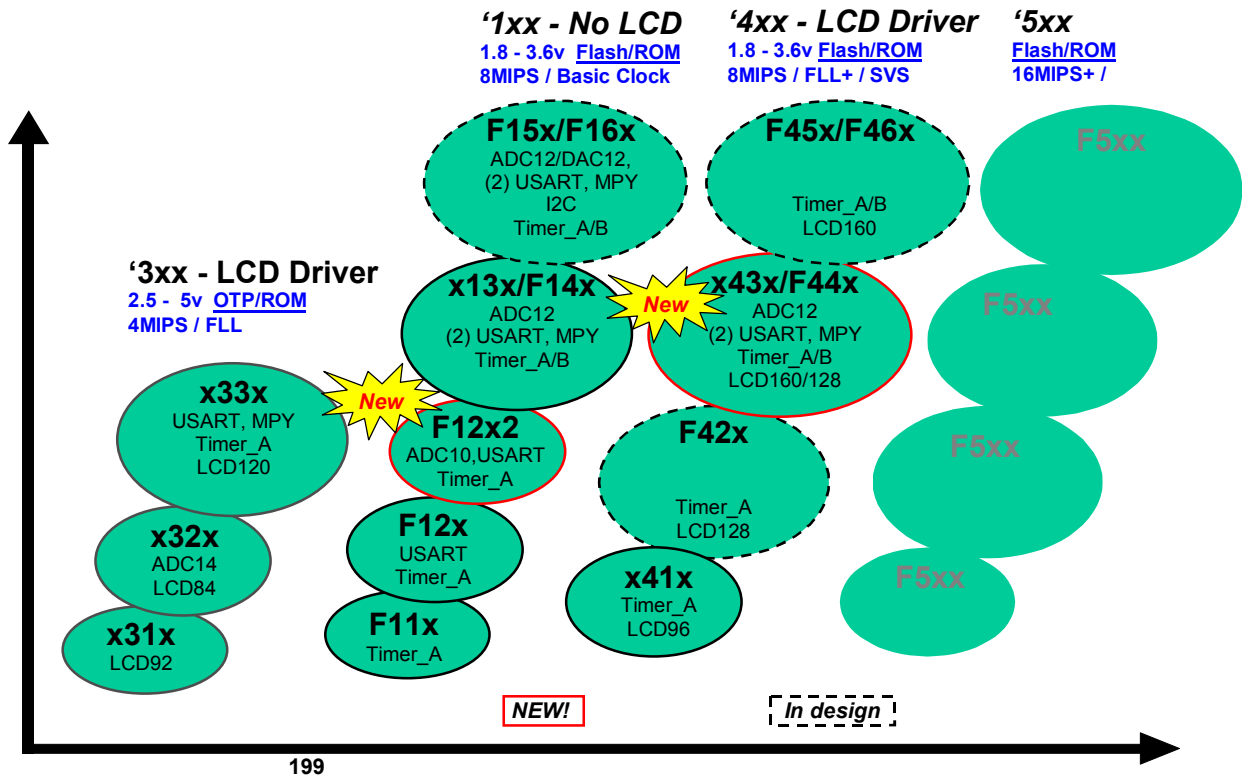 ‘1xx - No LCD
1.8 - 3.6v Flash/ROM
8MIPS / Basic Clock
‘4xx - LCD Driver
1.8 - 3.6v Flash/ROM
8MIPS / FLL+ / SVS
‘5xx
Flash/ROM
16MIPS+ /
F15x/F16x
ADC12/DAC12,
(2) USART, MPY
I2C
Timer_A/B
F45x/F46x
Timer_A/B
LCD160
F5xx
‘3xx - LCD Driver
2.5 - 5v OTP/ROM
4MIPS / FLL
x13x/F14x
ADC12
(2) USART, MPY
Timer_A/B
New
x43x/F44x
ADC12
(2) USART, MPY
Timer_A/B
LCD160/128
F5xx
x33x
USART, MPY
Timer_A
LCD120
New
F12x2
ADC10,USART
Timer_A
F42x
Timer_A
LCD128
F5xx
x32x
ADC14
LCD84
F12x
USART
Timer_A
x41x
Timer_A
LCD96
F5xx
x31x
LCD92
F11x
Timer_A
NEW!
In design
199